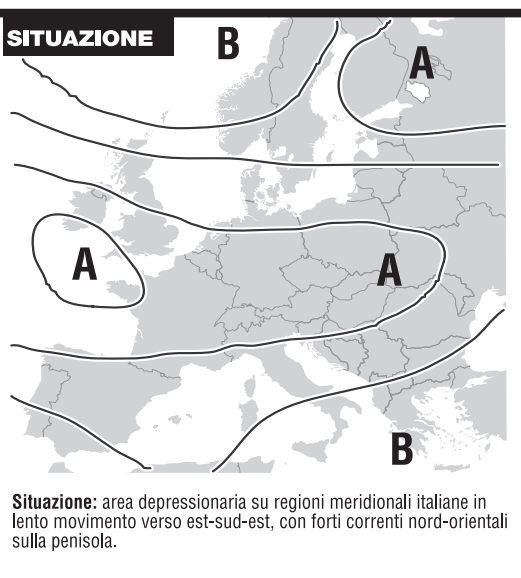 SITUAZIONE
B
A
A
A
B
Situazione: area depressionaria su regioni meridionali italiane in
lento movimento verso est-sud-est, con forti correnti nord-orientali
sulla penisola.